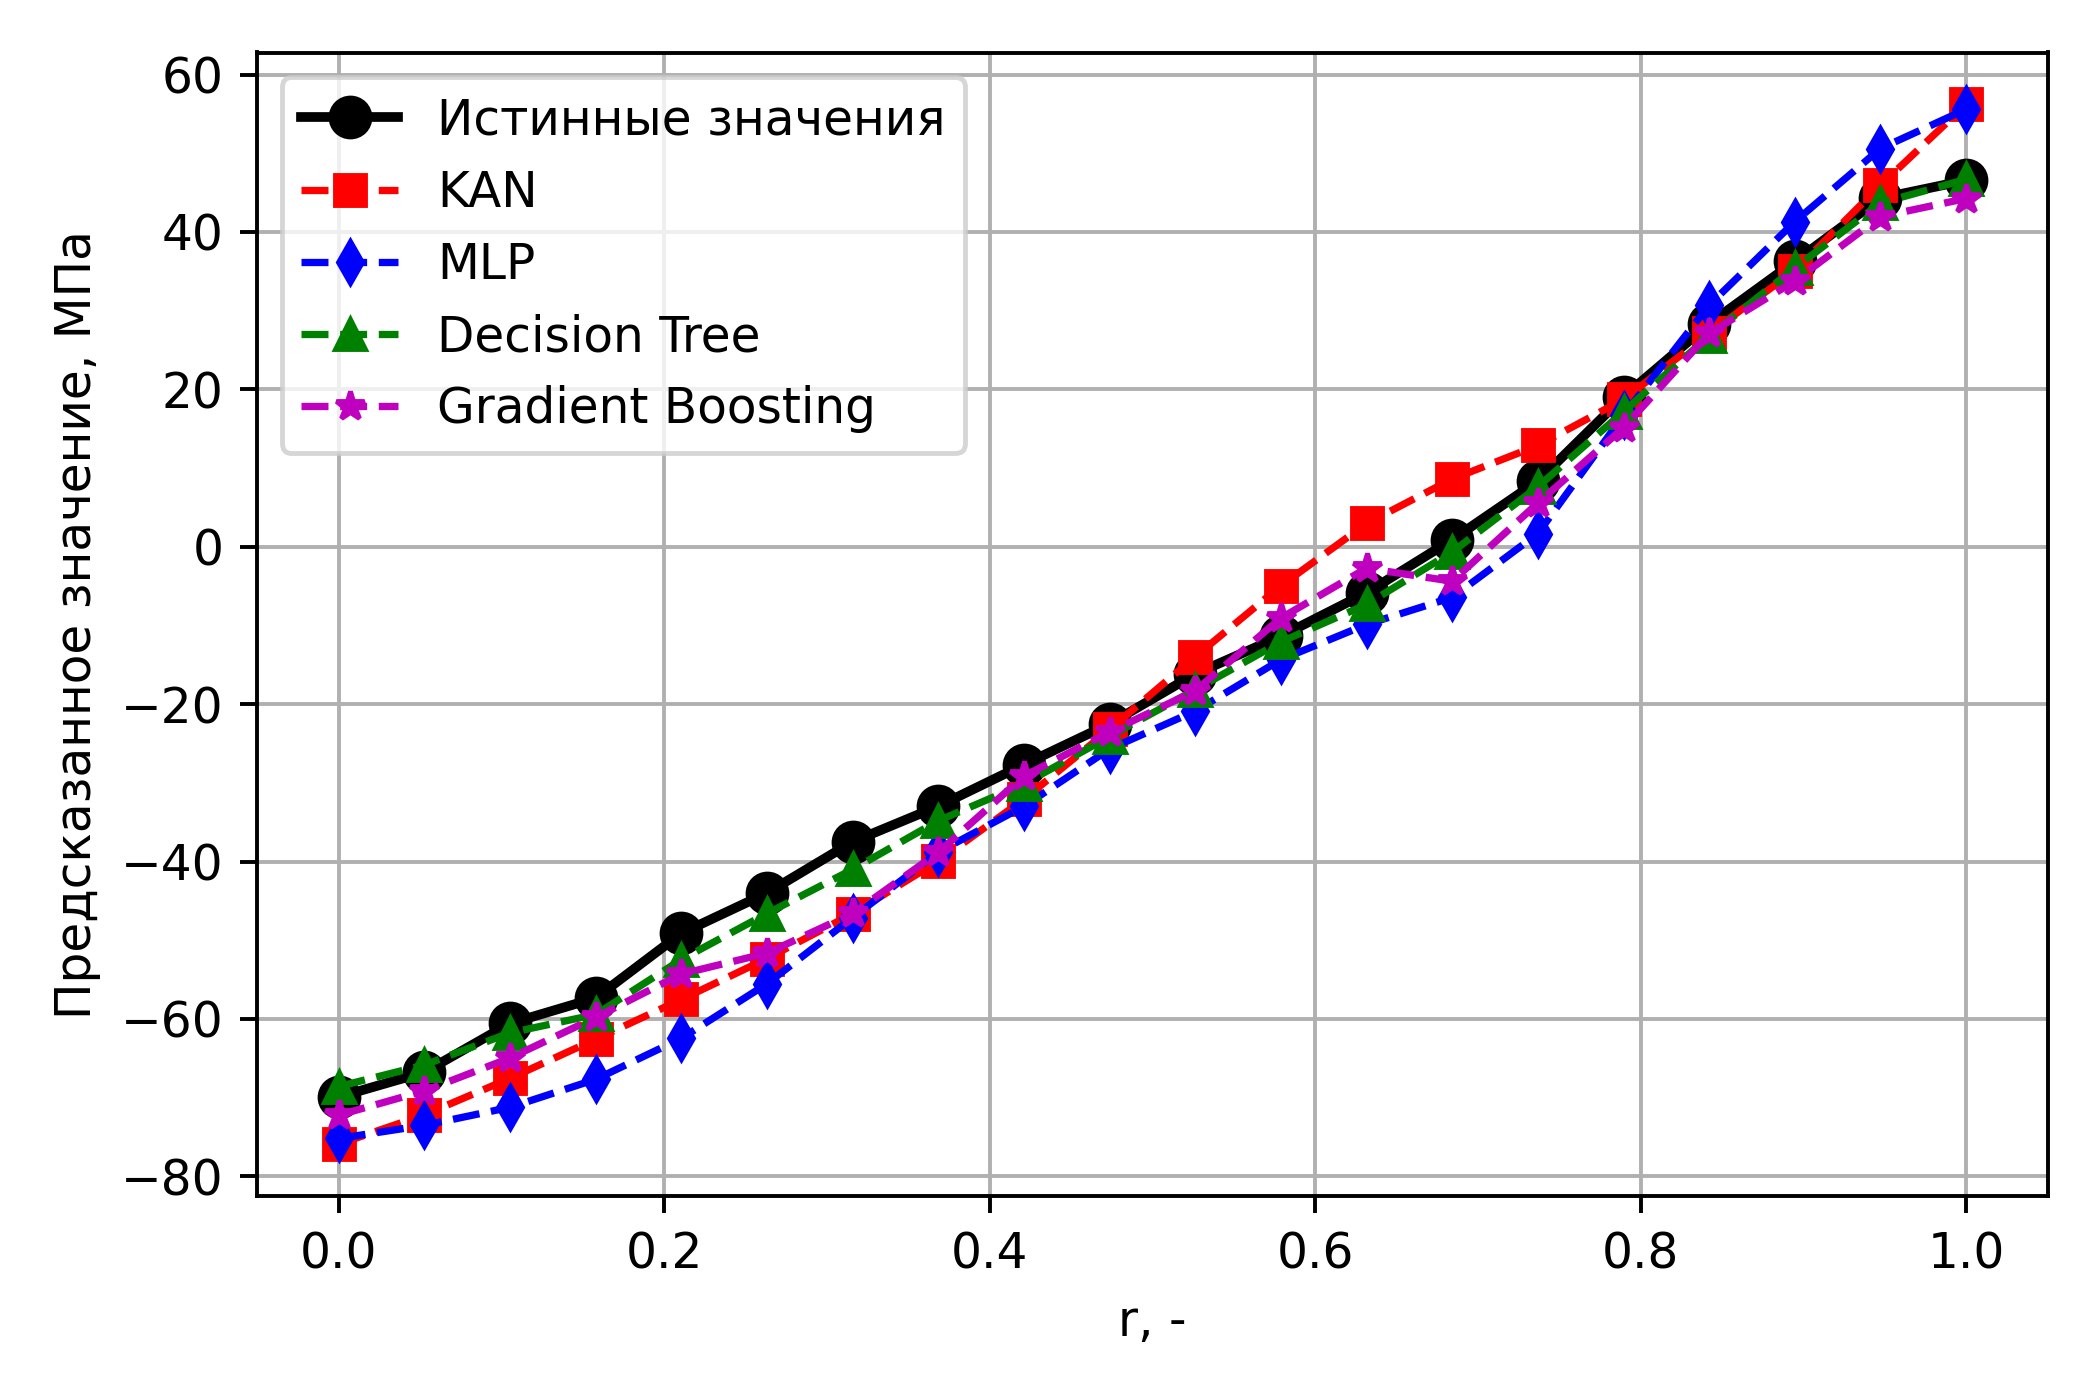 Предсказанное значение, МПа
60
40
20
0
−20
−40
−60
−80
Истинные значения
KAN
MLP
Decision Tree
Gradient Boosting
0.0 0.2 0.4 0.6 0.8 1.0
r, -